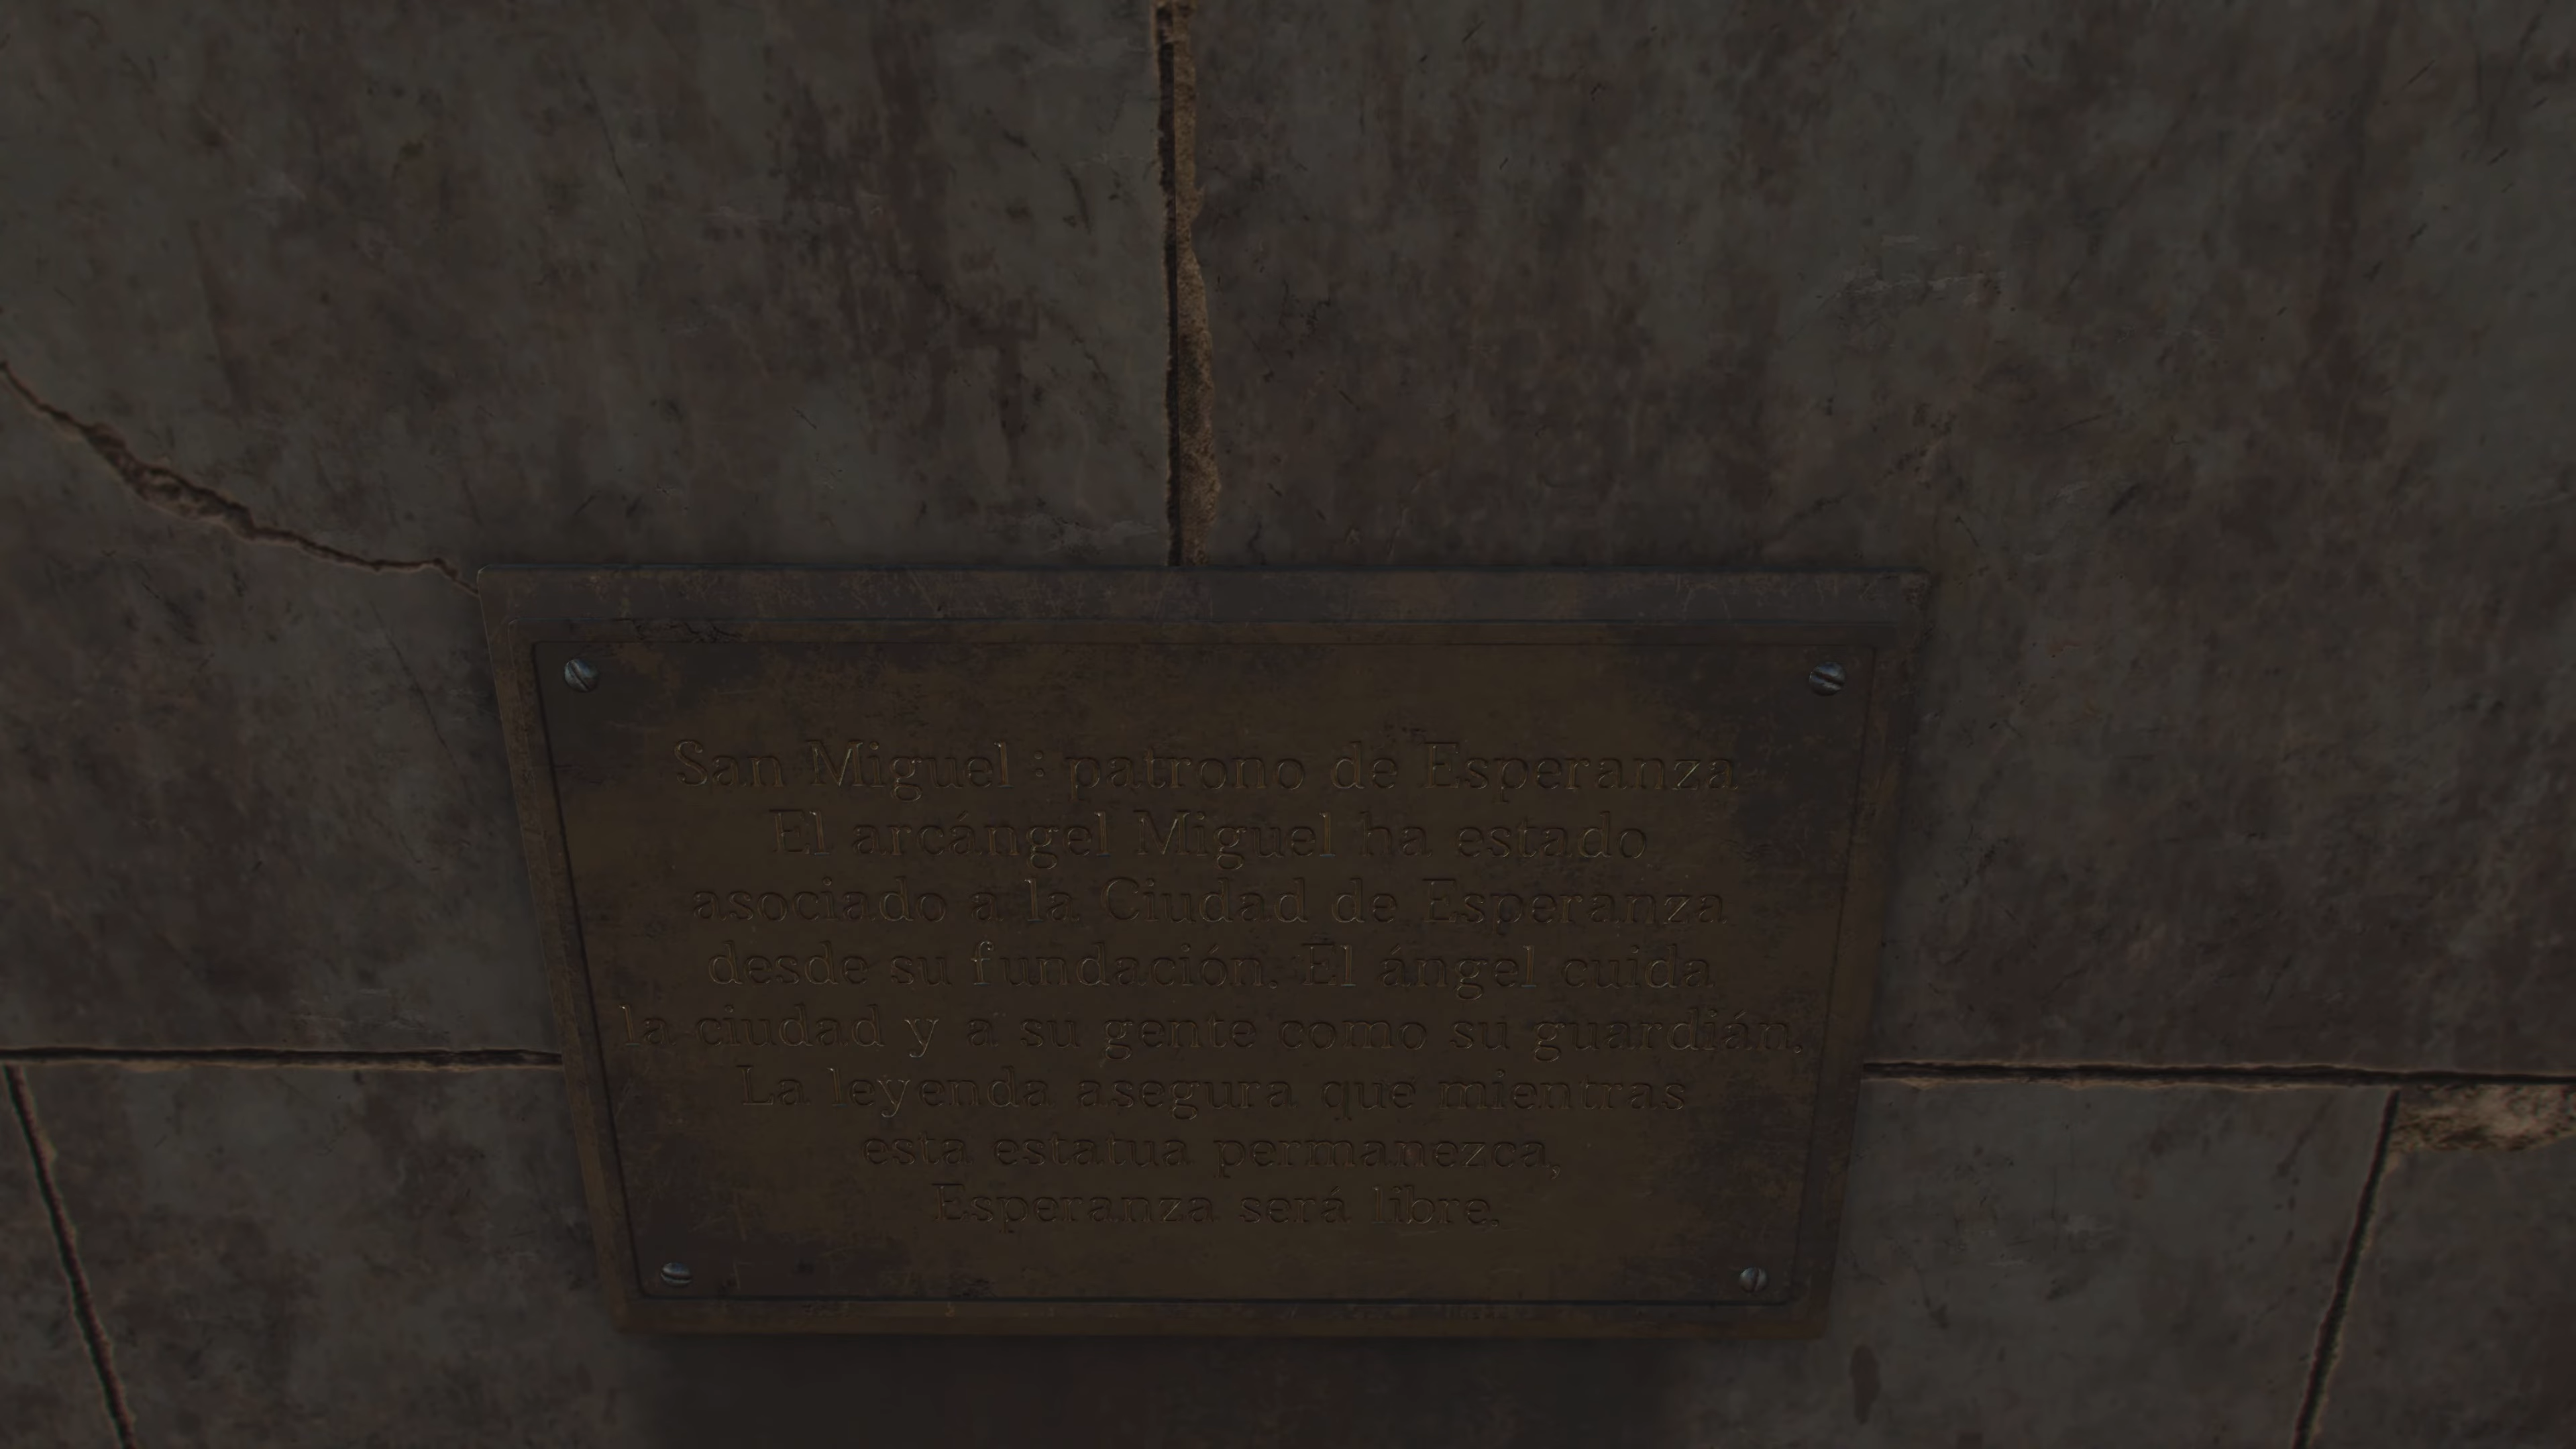 San Miguel : patrono de Esperanza
El arcángel Miguel ha estado
asociado a la Ciudad de Esperanza
desde su fundación. El ángel cuida
la ciudad y a su gente como su guardián.
La leyenda asegura que mientras
esta estatua permanezca,
Esperanza será libre.